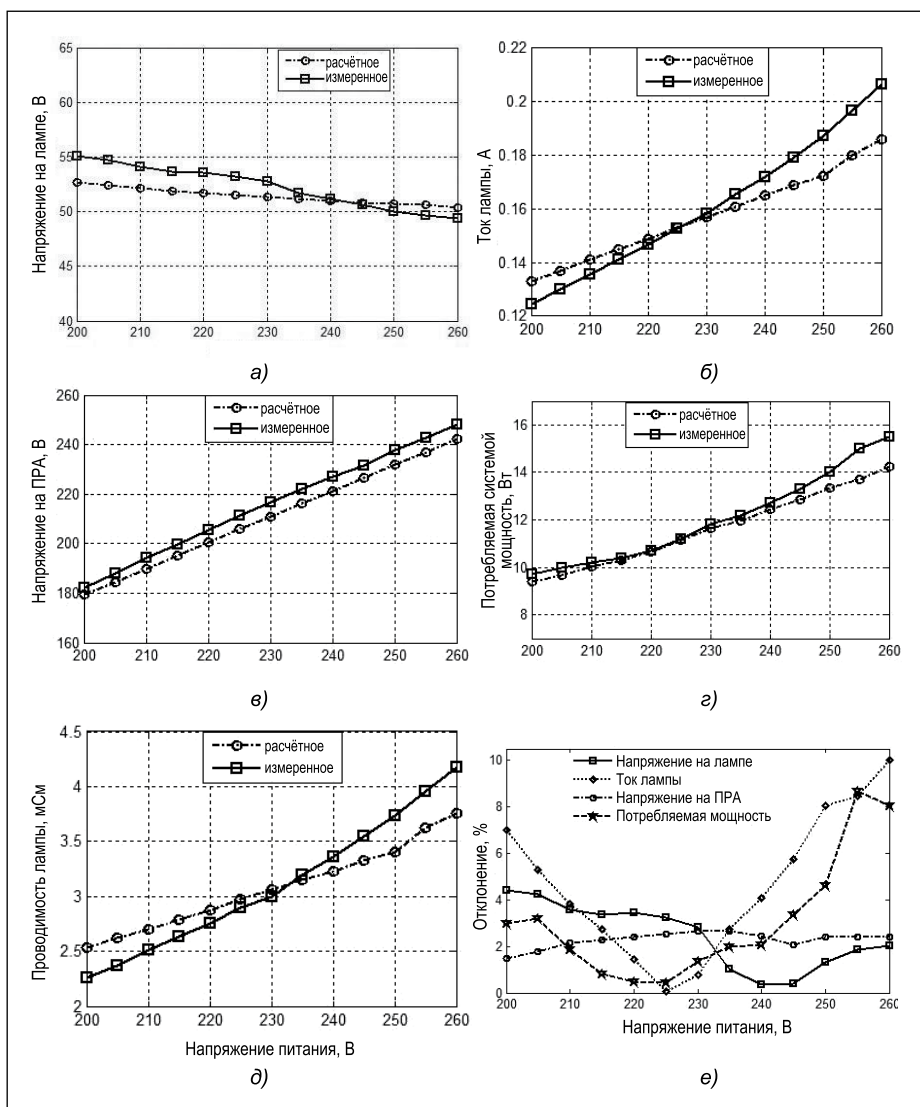 65
60
55
50
45
40
200 210 220 230 240 250 260
Напряжение на лампе, В
расчётное
измеренное
а)
0.22
0.2
0.18
0.16
0.14
0.12
200 210 220 230 240 250 260
Ток лампы, А
расчётное
измеренное
б)
260
240
220
200
180
160
200 210 220 230 240 250 260
Напряжение на ПРА, В
расчётное
измеренное
в)
16
14
12
10
8
200 210 220 230 240 250 260
Потребляемая системой
мощность, Вт
расчётное
измеренное
г)
4.5
4
3.5
3
2.5
2
200 210 220 230 240 250 260
Проводимость лампы, мСм
расчётное
измеренное
Напряжение питания, В
д)
10
8
6
4
2
0
200 210 220 230 240 250 260
Отклонение, %
Напряжение на лампе
Ток лампы
Напряжение на ПРА
Потребляемая мощность
Напряжение питания, В
е)